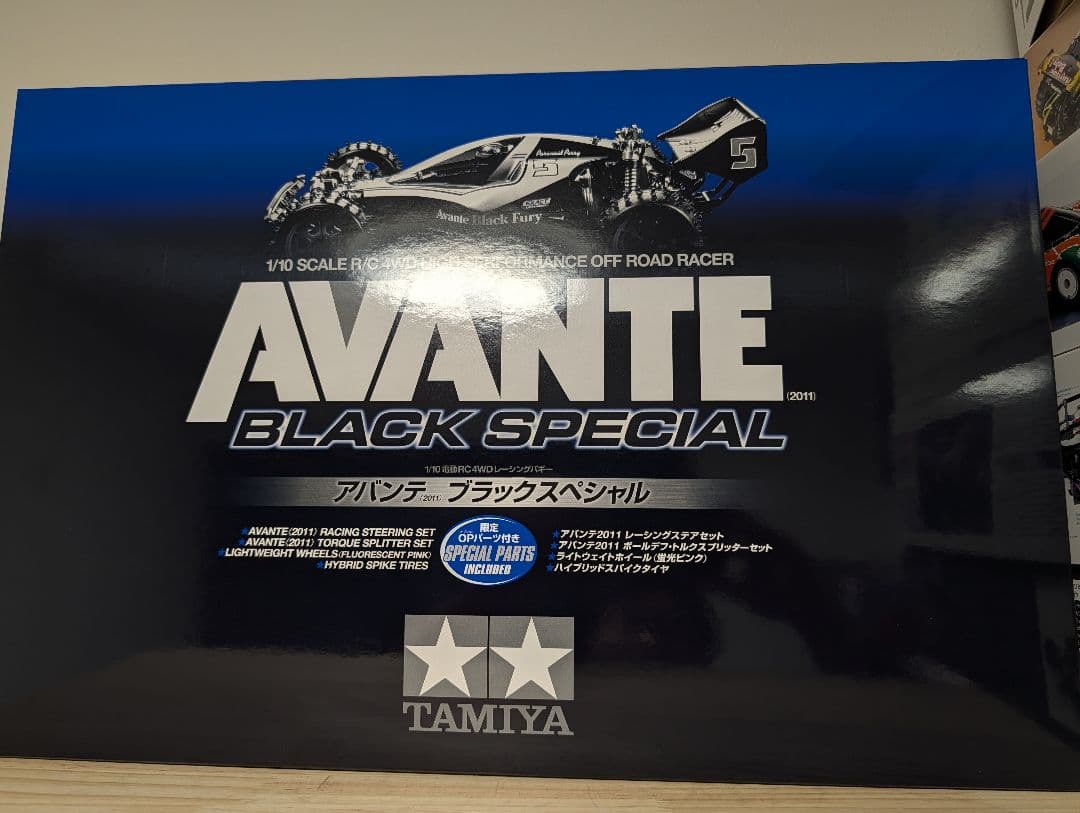 Paranoid Perry
5
5
EXACT
Avante Black Fury
1/10 SCALE R/C 4WD HIGH PERFORMANCE OFF ROAD RACER
AVANTE
(2011)
BLACK SPECIAL
1/10 電動RC4WDレーシングバギー
アバンテ(2011) ブラックスペシャル
★AVANTE(2011) RACING STEERING SET
★AVANTE(2011) TORQUE SPLITTER SET
★LIGHTWEIGHT WHEELS(FLUORESCENT PINK)
★HYBRID SPIKE TIRES
限定
OPパーツ付き
SPECIAL PARTS
INCLUDED
★アバンテ2011 レーシングステアセット
★アバンテ2011 ボールデフ・トルクスプリッターセット
★ライトウェイトホイール(蛍光ピンク)
★ハイブリッドスパイクタイヤ
TAMIYA